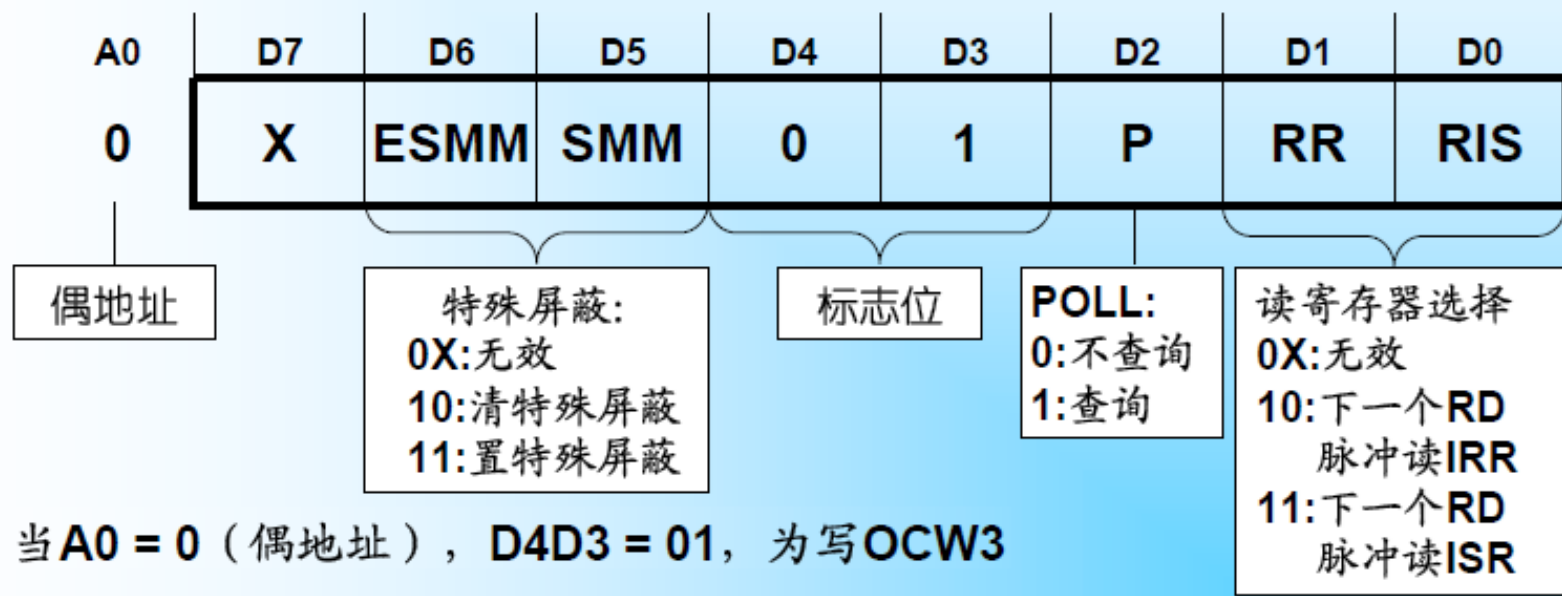 A0 D7 D6 D5 D4 D3 D2 D1 D0
0 X ESMM SMM 0 1 P RR RIS
偶地址
特殊屏蔽:
0X:无效
10:清特殊屏蔽
11:置特殊屏蔽
标志位
POLL:
0:不查询
1:查询
读寄存器选择
0X:无效
10:下一个RD
脉冲读IRR
11:下一个RD
脉冲读ISR
当A0 = 0（偶地址），D4D3 = 01，为写OCW3